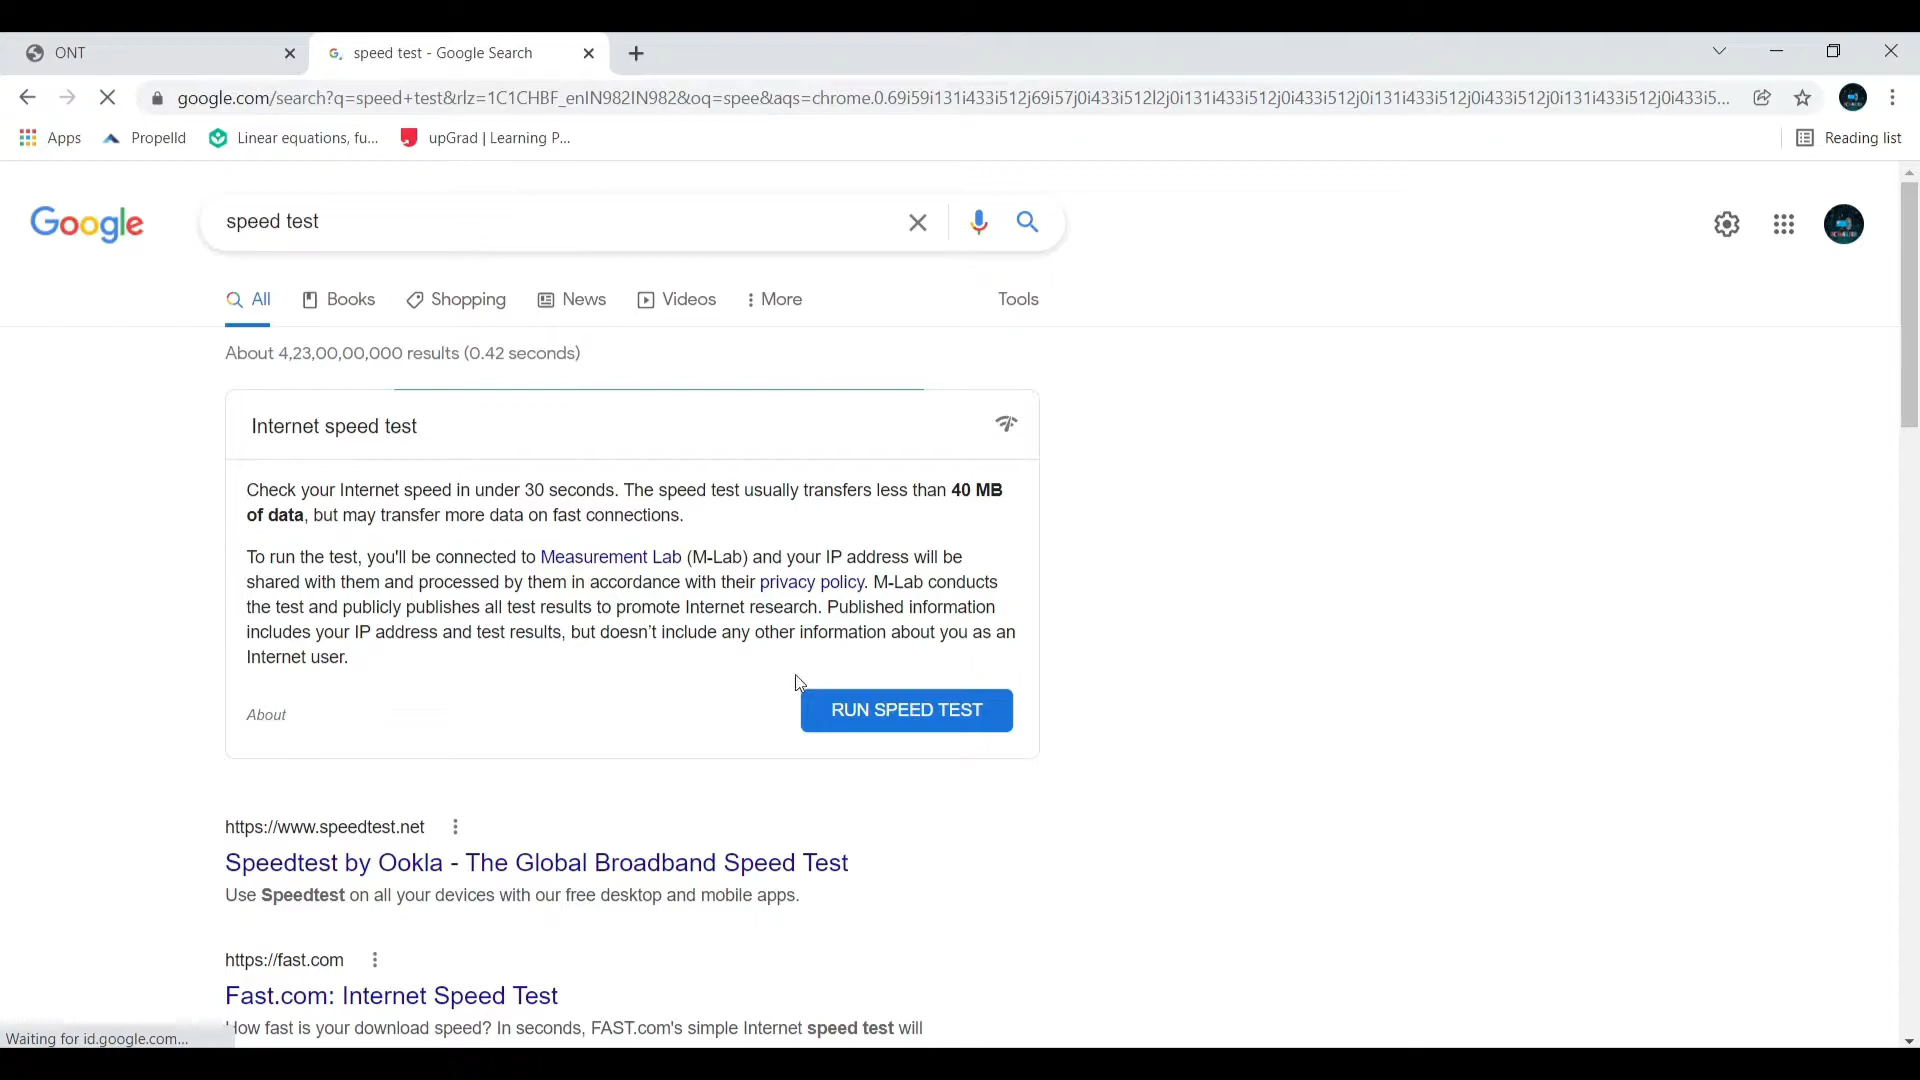 ONT
speed test - Google Search
google.com/search?q=speed+test&rlz=1C1CHBF_enIN982IN982&oq=spee&aqs=chrome.0.69i59i131i433i512j69i57j0i433i512l2j0i131i433i512j0i433i512j0i131i433i512j0i433i512j0i131i433i512j0i433i5...
Apps
Propelld
Linear equations, fu...
upGrad | Learning P...
Reading list
Google
speed test
All
Books
Shopping
News
Videos
More
Tools
About 4,23,00,00,000 results (0.42 seconds)
Internet speed test
Check your Internet speed in under 30 seconds. The speed test usually transfers less than 40 MB
of data, but may transfer more data on fast connections.
To run the test, you'll be connected to Measurement Lab (M-Lab) and your IP address will be
shared with them and processed by them in accordance with their privacy policy. M-Lab conducts
the test and publicly publishes all test results to promote Internet research. Published information
includes your IP address and test results, but doesn't include any other information about you as an
Internet user.
About
RUN SPEED TEST
https://www.speedtest.net
Speedtest by Ookla - The Global Broadband Speed Test
Use Speedtest on all your devices with our free desktop and mobile apps.
https://fast.com
Fast.com: Internet Speed Test
How fast is your download speed? In seconds, FAST.com's simple Internet speed test will
Waiting for id.google.com...